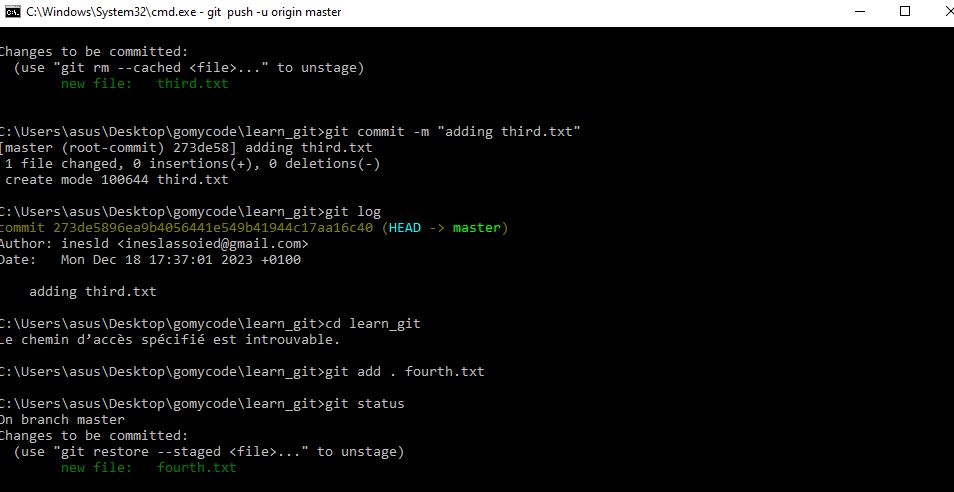 C:\Windows\System32\cmd.exe - git push -u origin master
Changes to be committed:
(use "git rm --cached <file>..." to unstage)
new file: third.txt
C:\Users\asus\Desktop\gomycode\learn_git>git commit -m "adding third.txt"
[master (root-commit) 273de58] adding third.txt
1 file changed, 0 insertions(+), 0 deletions(-)
create mode 100644 third.txt
C:\Users\asus\Desktop\gomycode\learn_git>git log
commit 273de5896ea9b4056441e549b41944c17aa16c40 (HEAD -> master)
Author: inesld <ineslassoied@gmail.com>
Date: Mon Dec 18 17:37:01 2023 +0100
adding third.txt
C:\Users\asus\Desktop\gomycode\learn_git>cd learn_git
Le chemin d’accès spécifié est introuvable.
C:\Users\asus\Desktop\gomycode\learn_git>git add . fourth.txt
C:\Users\asus\Desktop\gomycode\learn_git>git status
On branch master
Changes to be committed:
(use "git restore --staged <file>..." to unstage)
new file: fourth.txt